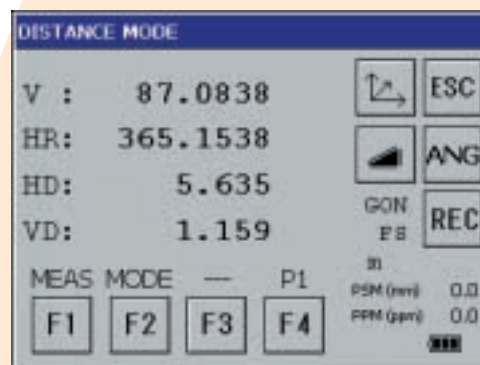 DISTANCE MODE
V : 87.0838
HR: 365.1538
HD: 5.635
VD: 1.159
ESC
ANG
REC
GON
FS
m
PSM (mm) 0.0
PPM (ppm) 0.0
MEAS MODE --- P1
F1 F2 F3 F4